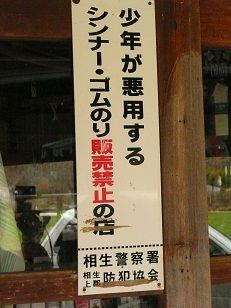 少年が悪用する
シンナー・ゴムのり販売禁止の店
相生警察署
相生
上郡
防犯協会